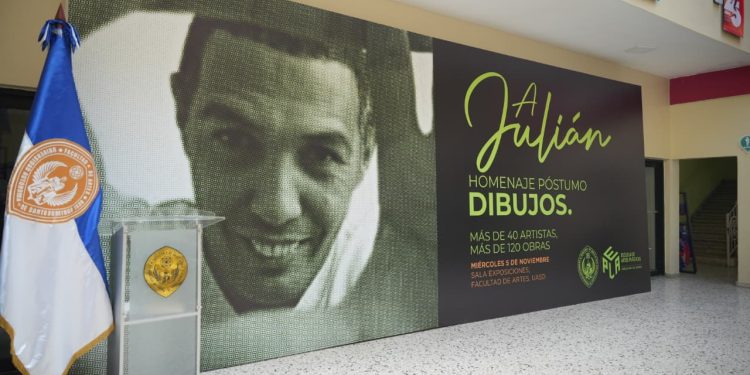 A
Julián
HOMENAJE PÓSTUMO
DIBUJOS.
MÁS DE 40 ARTISTAS,
MÁS DE 120 OBRAS
MIÉRCOLES 5 DE NOVIEMBRE
SALA EXPOSICIONES,
FACULTAD DE ARTES. UASD